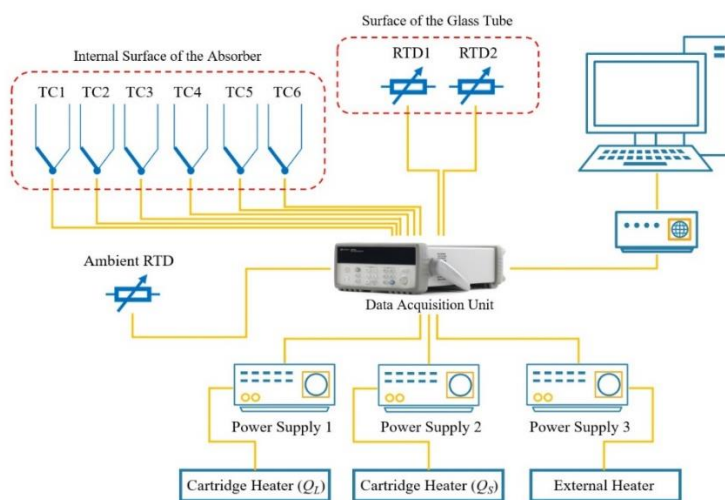 Surface of the Glass Tube
Internal Surface of the Absorber
RTD1 RTD2
TC1 TC2 TC3 TC4 TC5 TC6
Ambient RTD
Data Acquisition Unit
Power Supply 1 Power Supply 2 Power Supply 3
Cartridge Heater (QL) Cartridge Heater (QS) External Heater